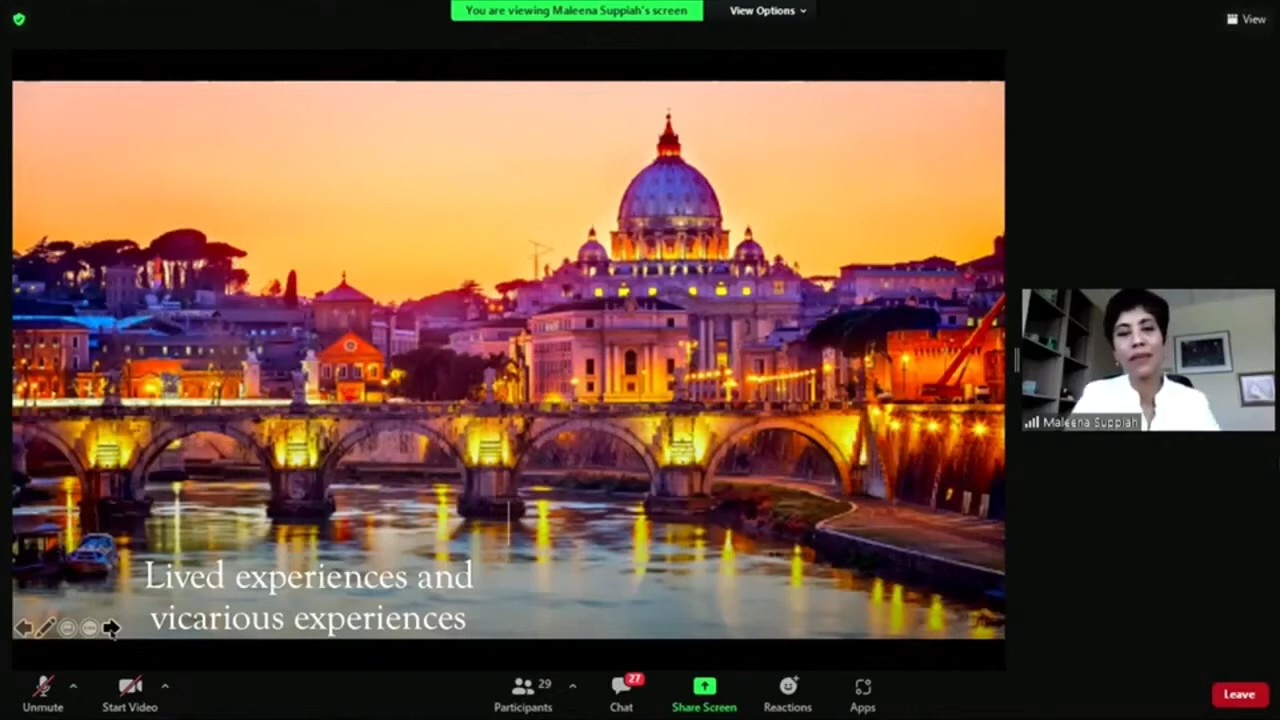 You are viewing Maleena Suppiah's screen
View Options
View
Lived experiences and
vicarious experiences
Maleena Suppiah
Unmute
Start Video
29
Participants
27
Chat
Share Screen
Reactions
Apps
Leave